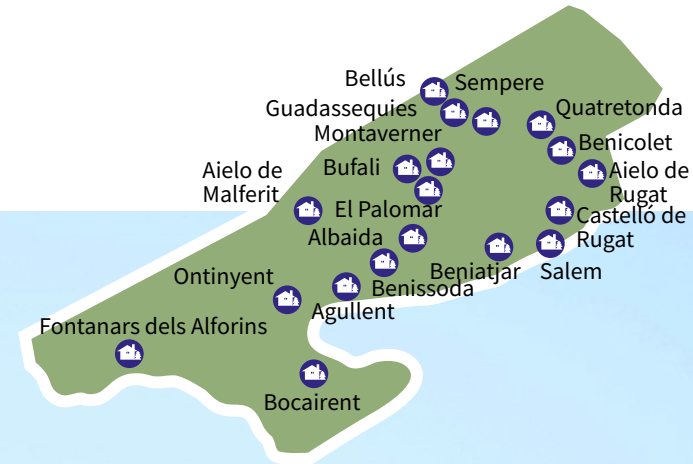 Bellús
Sempere
Guadassequies
Quatretonda
Montaverner
Benicolet
Aielo de
Malferit
Bufali
Aielo de
Rugat
El Palomar
Castelló de
Rugat
Albaida
Beniatjar
Salem
Ontinyent
Benissoda
Agullent
Fontanars dels Alforins
Bocairent